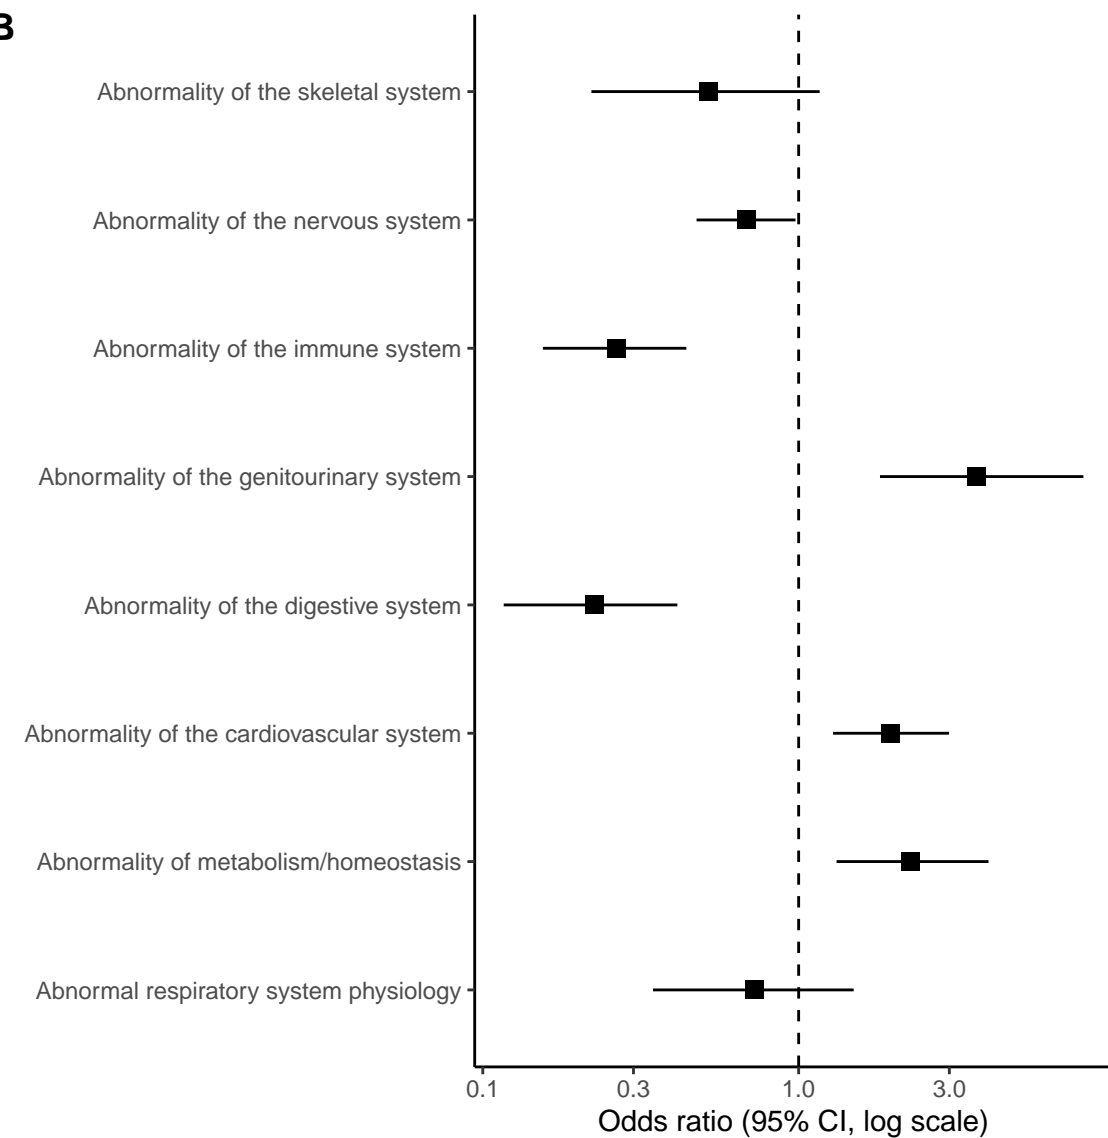 B
Abnormality of the skeletal system
Abnormality of the nervous system
Abnormality of the immune system
Abnormality of the genitourinary system
Abnormality of the digestive system
Abnormality of the cardiovascular system
Abnormality of metabolism/homeostasis
Abnormal respiratory system physiology
0.1 0.3 1.0 3.0
Odds ratio (95% CI, log scale)